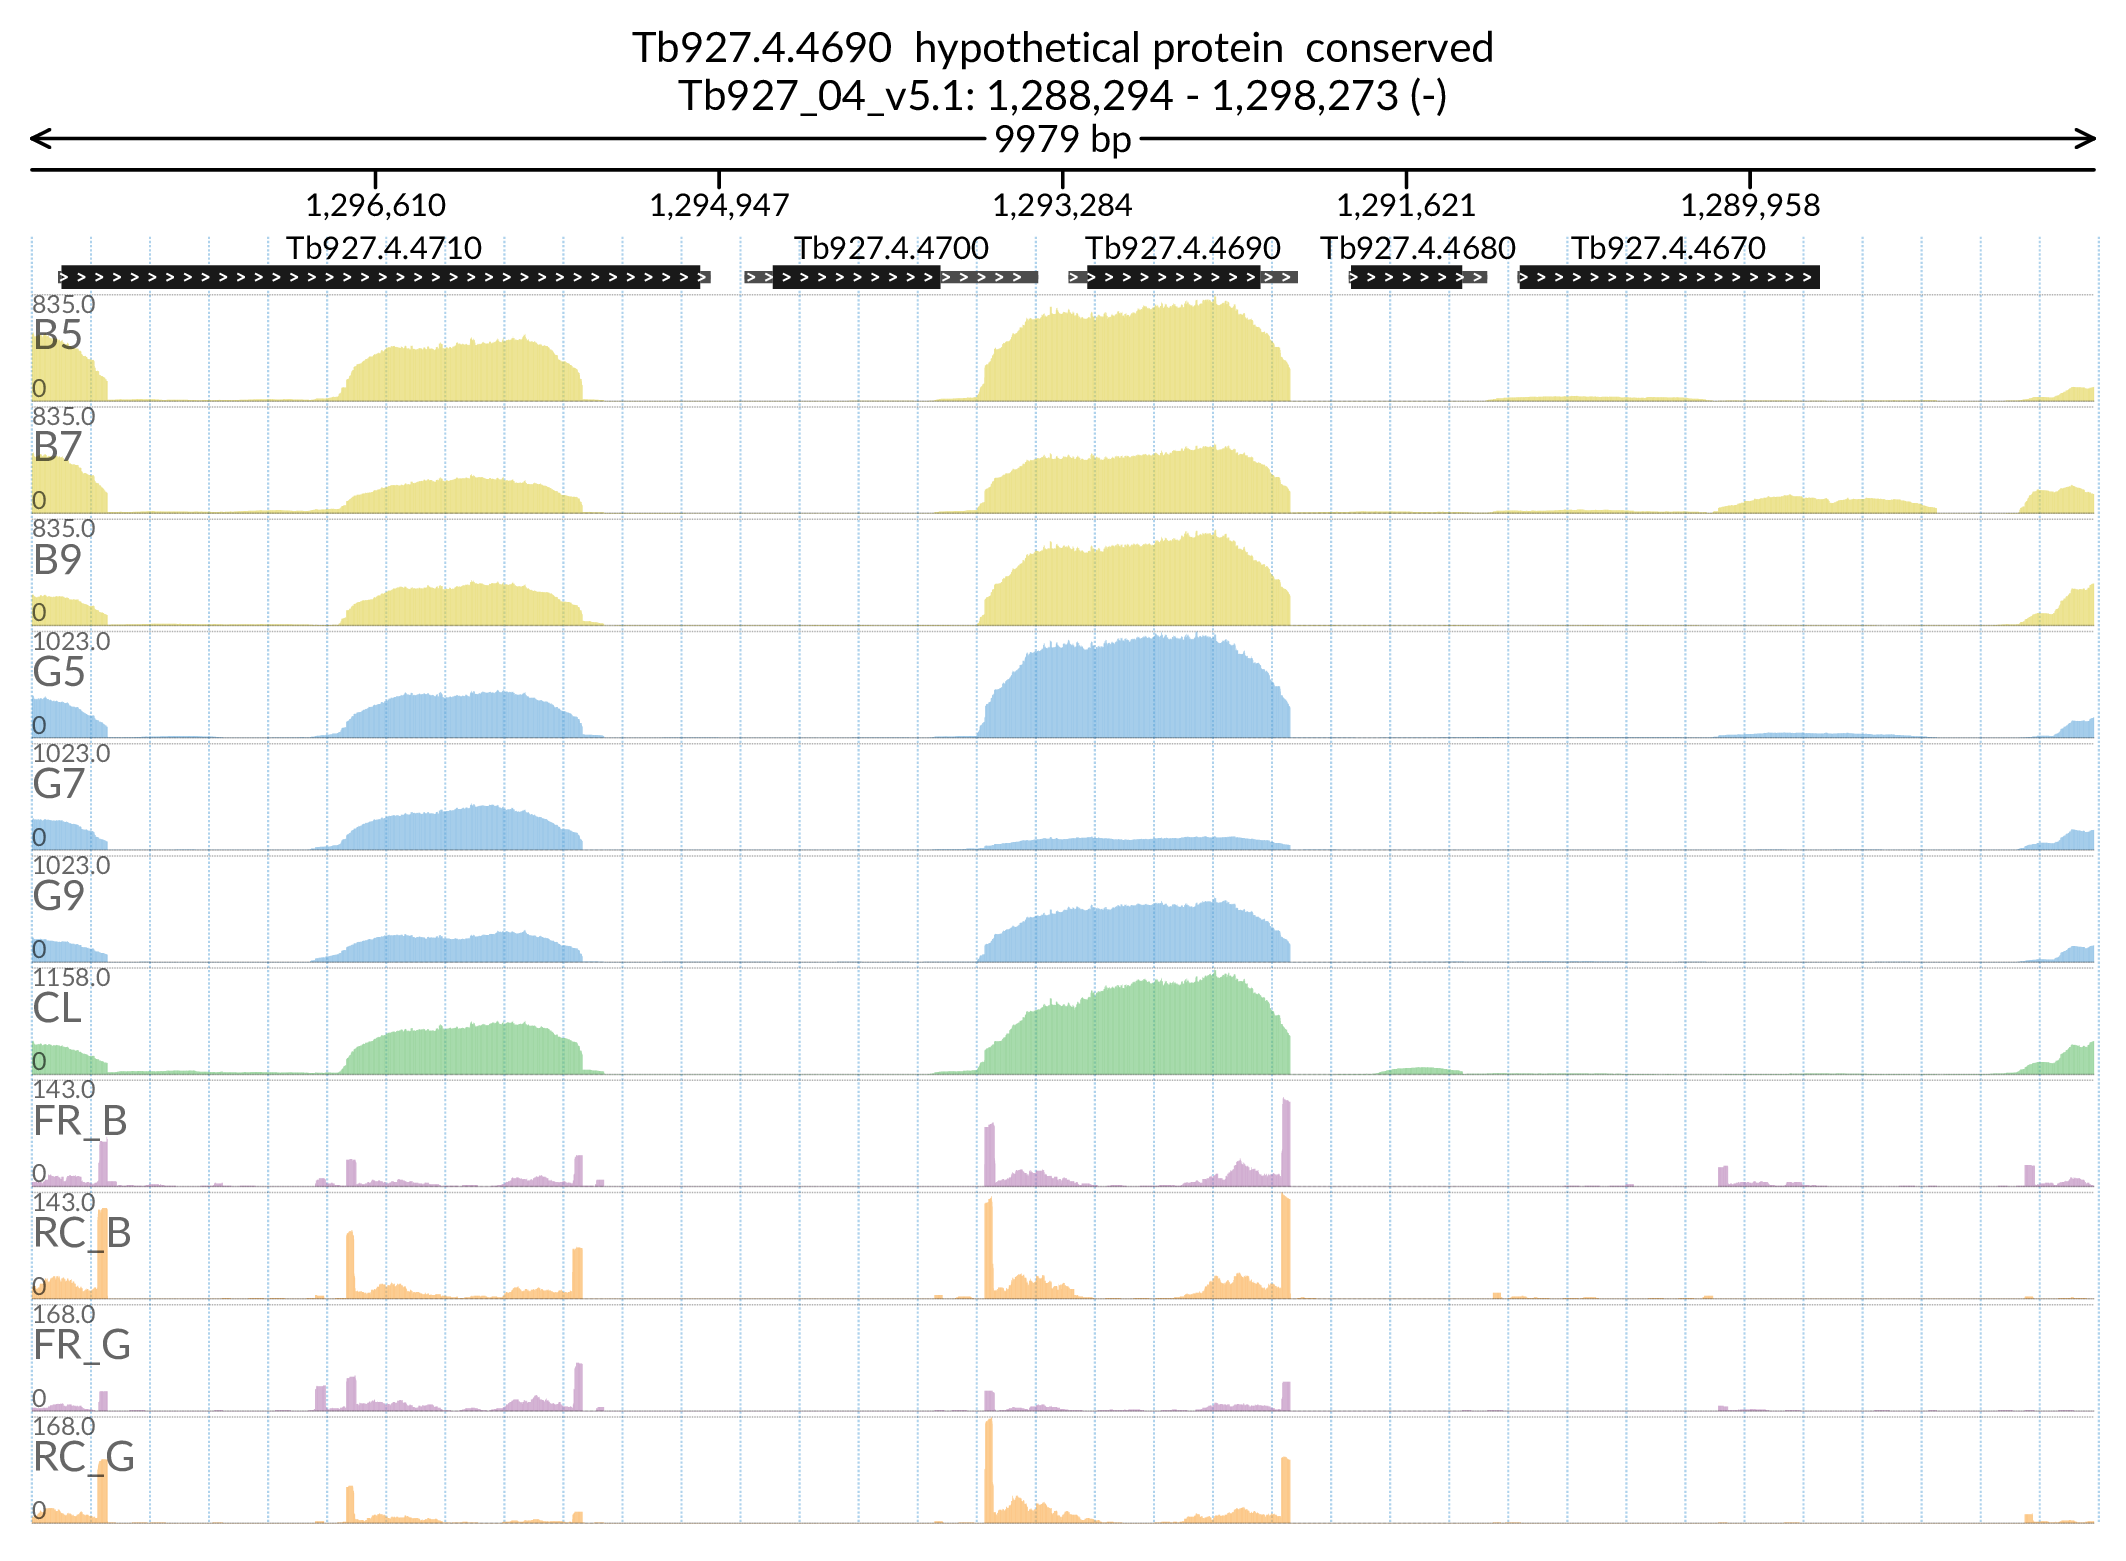 Tb927.4.4690  hypothetical protein  conserved
Tb927_04_v5.1: 1,288,294 - 1,298,273 (-)
9979 bp
1,296,610 1,294,947 1,293,284 1,291,621 1,289,958
Tb927.4.4710 Tb927.4.4700 Tb927.4.4690 Tb927.4.4680 Tb927.4.4670
835.0
B5
0
835.0
B7
0
835.0
B9
0
1023.0
G5
0
1023.0
G7
0
1023.0
G9
0
1158.0
CL
0
143.0
FR_B
0
143.0
RC_B
0
168.0
FR_G
0
168.0
RC_G
0